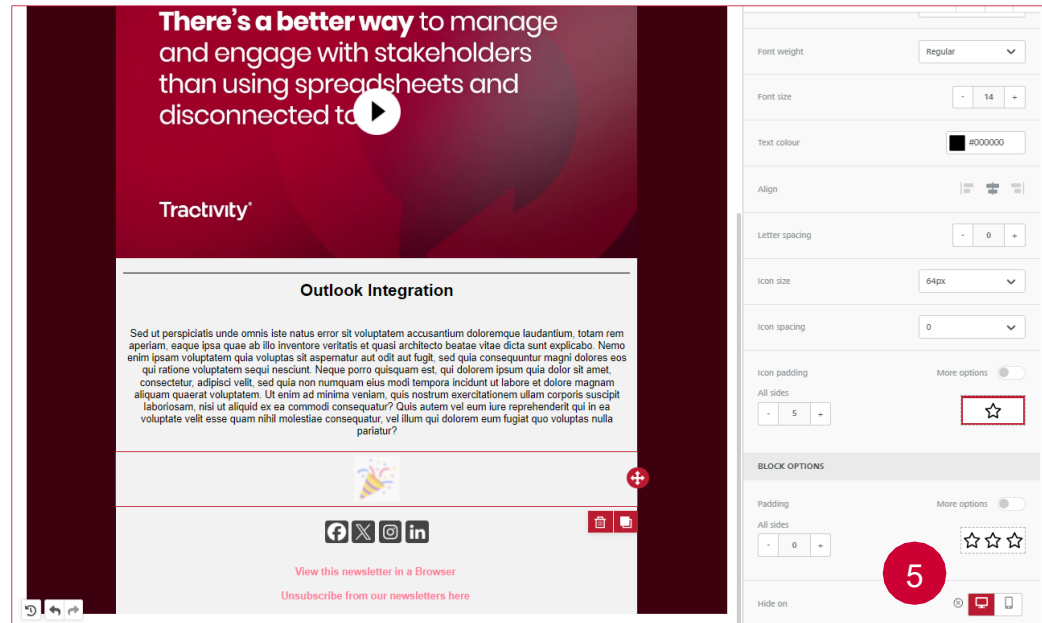 There's a better way to manage
and engage with stakeholders
than using spreadsheets and
disconnected to
Tractivity
Outlook Integration
Sed ut perspiciatis unde omnis iste natus error sit voluptatem accusantium doloremque laudantium, totam rem
aperiam, eaque ipsa quae ab illo inventore veritatis et quasi architecto beatae vitae dicta sunt explicabo. Nemo
enim ipsam voluptatem quia voluptas sit aspernatur aut odit aut fugit, sed quia consequuntur magni dolores eos
qui ratione voluptatem sequi nesciunt. Neque porro quisquam est, qui dolorem ipsum quia dolor sit amet,
consectetur, adipisci velit, sed quia non numquam eius modi tempora incidunt ut labore et dolore magnam
aliquam quaerat voluptatem. Ut enim ad minima veniam, quis nostrum exercitationem ullam corporis suscipit
laboriosam, nisi ut aliquid ex ea commodi consequatur? Quis autem vel eum iure reprehenderit qui in ea
voluptate velit esse quam nihil molestiae consequatur, vel illum qui dolorem eum fugiat quo voluptas nulla
pariatur?
View this newsletter in a Browser
Unsubscribe from our newsletters here
Font weight
Regular
Font size
- 14 +
Text colour
#000000
Align
Letter spacing
- 0 +
Icon size
64px
Icon spacing
0
Icon padding
More options
All sides
- 5 +
BLOCK OPTIONS
Padding
More options
All sides
- 0 +
5
Hide on